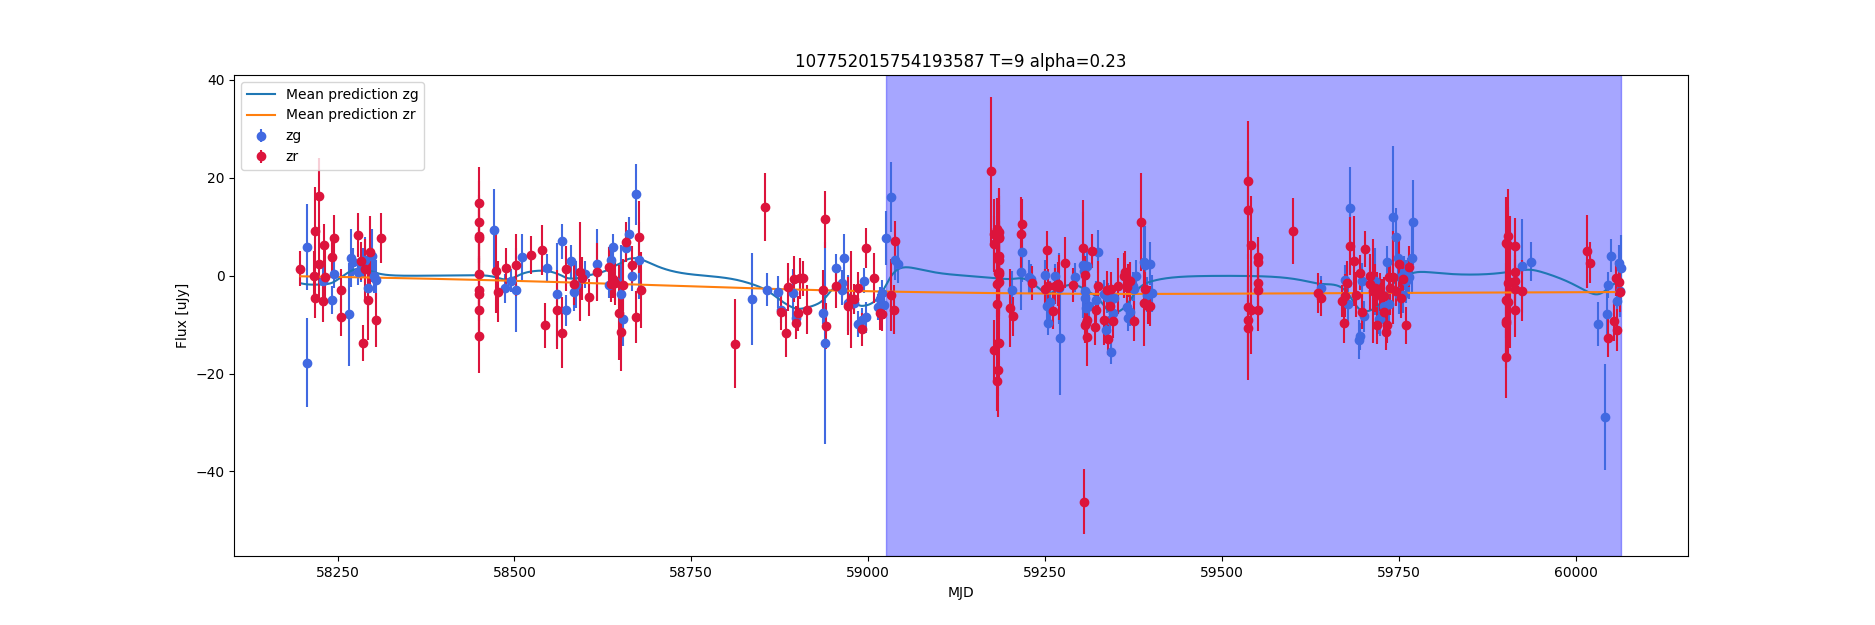 107752015754193587 T=9 alpha=0.23
Mean prediction zg
Mean prediction zr
zg
zr
Flux [uJy]
40
20
0
−20
−40
58250
58500
58750
59000
59250
59500
59750
60000
MJD